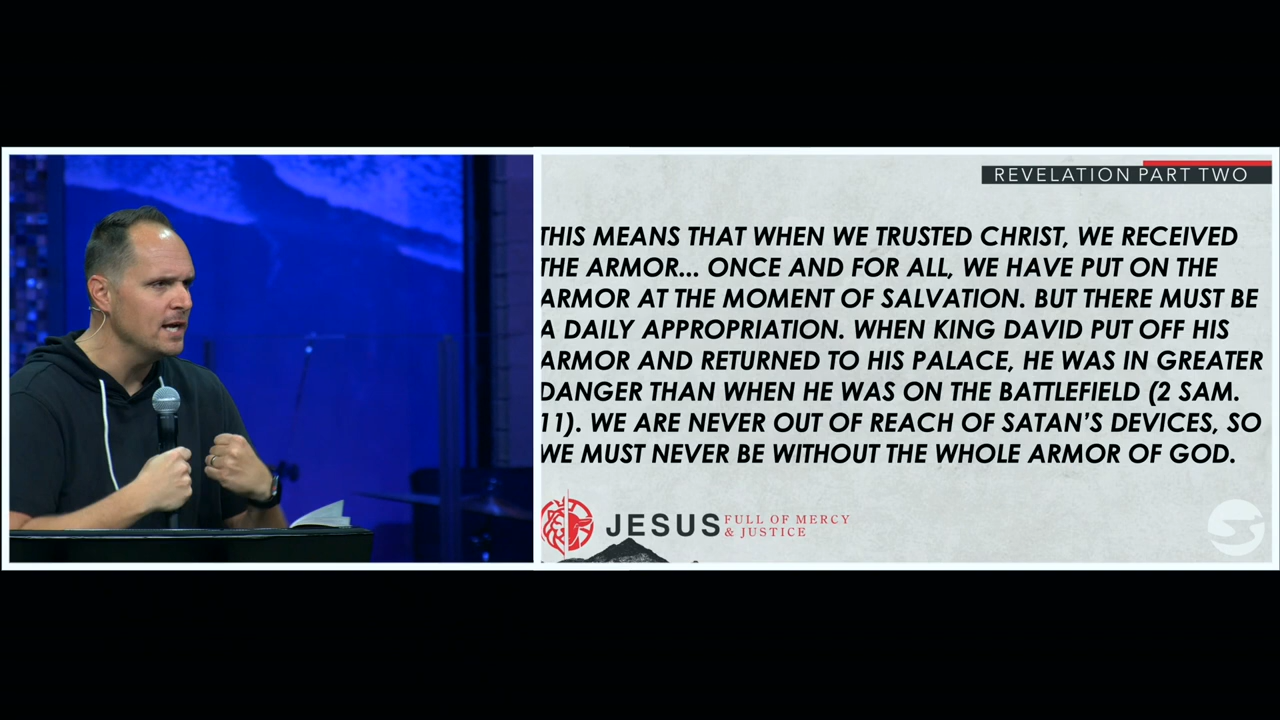 REVELATION PART TWO
THIS MEANS THAT WHEN WE TRUSTED CHRIST, WE RECEIVED
THE ARMOR... ONCE AND FOR ALL, WE HAVE PUT ON THE
ARMOR AT THE MOMENT OF SALVATION. BUT THERE MUST BE
A DAILY APPROPRIATION. WHEN KING DAVID PUT OFF HIS
ARMOR AND RETURNED TO HIS PALACE, HE WAS IN GREATER
DANGER THAN WHEN HE WAS ON THE BATTLEFIELD (2 SAM.
11). WE ARE NEVER OUT OF REACH OF SATAN’S DEVICES, SO
WE MUST NEVER BE WITHOUT THE WHOLE ARMOR OF GOD.
JESUS FULL OF MERCY
& JUSTICE